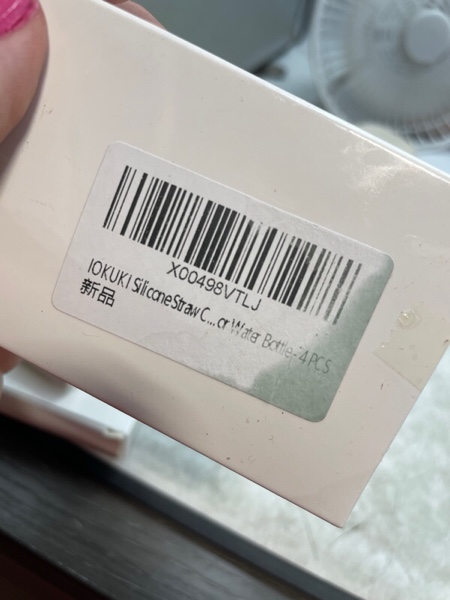 X00498VTLJ
IOKUKI Silicone Straw C...or Water Bottle-4PCS
新品